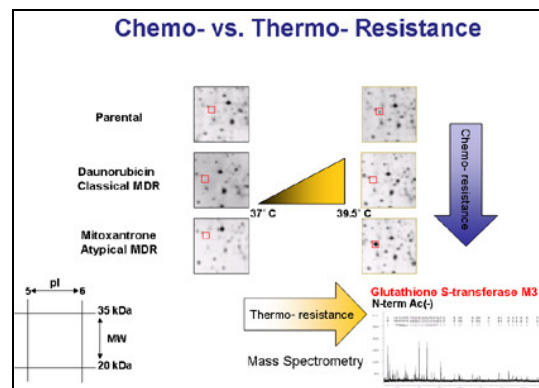 Chemo- vs. Thermo- Resistance
Parental
Daunorubicin
Classical MDR
Mitoxantrone
Atypical MDR
37° C
39.5° C
Chemo- resistance
pI
5
6
35 kDa
MW
20 kDa
Thermo- resistance
Mass Spectrometry
Glutathione S-transferase M3
N-term Ac(-)